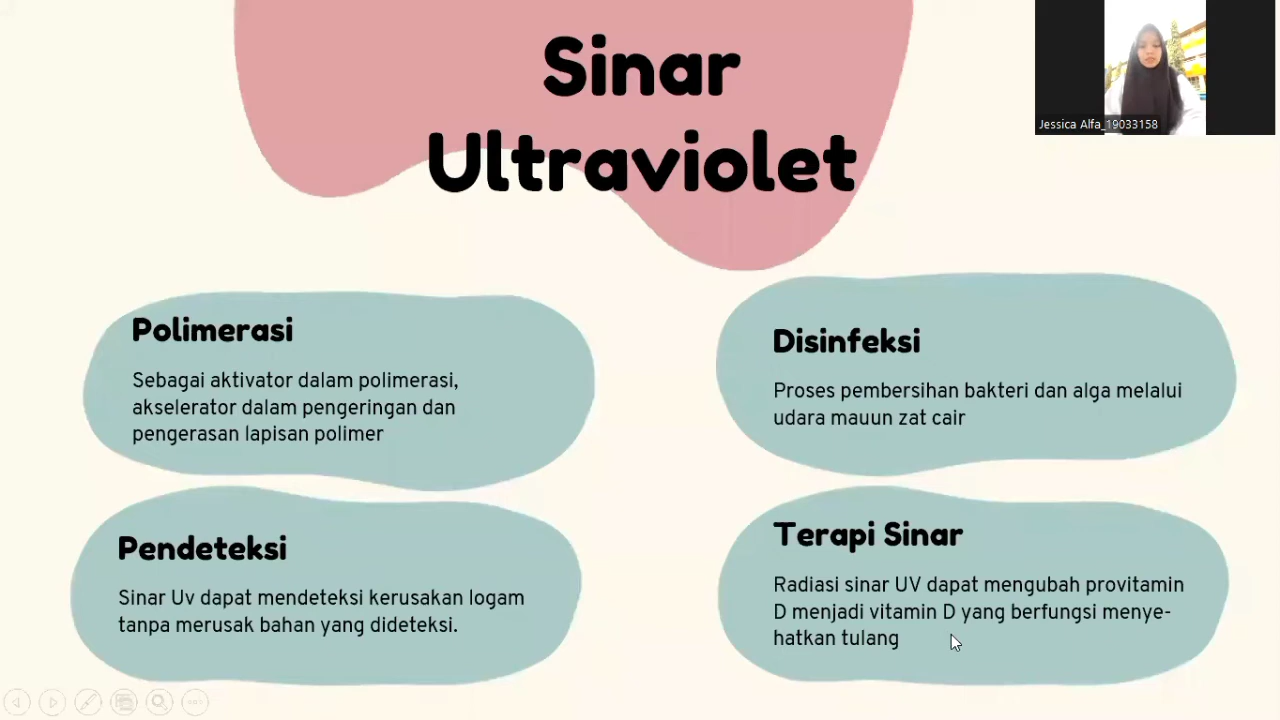 Sinar
Ultraviolet
Jessica Alfa_19033158
Polimerasi
Sebagai aktivator dalam polimerasi,
akselerator dalam pengeringan dan
pengerasan lapisan polimer
Disinfeksi
Proses pembersihan bakteri dan alga melalui
udara mauun zat cair
Pendeteksi
Sinar Uv dapat mendeteksi kerusakan logam
tanpa merusak bahan yang dideteksi.
Terapi Sinar
Radiasi sinar UV dapat mengubah provitamin
D menjadi vitamin D yang berfungsi menye-
hatkan tulang